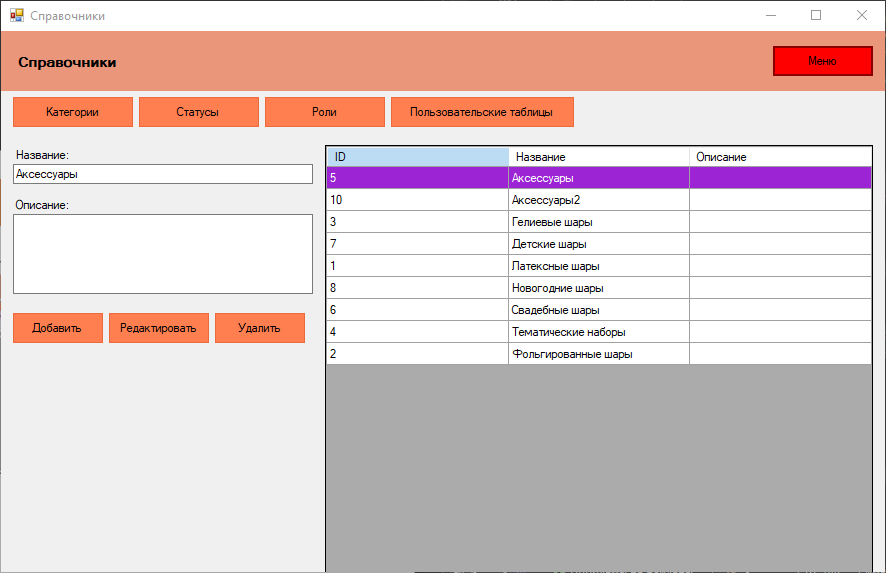 Справочники
Справочники
Меню
Категории Статусы Роли Пользовательские таблицы
Название:
Аксессуары
Описание:
Добавить Редактировать Удалить
ID Название Описание
5 Аксессуары
10 Аксессуары2
3 Гелиевые шары
7 Детские шары
1 Латексные шары
8 Новогодние шары
6 Свадебные шары
4 Тематические наборы
2 Фольгированные шары